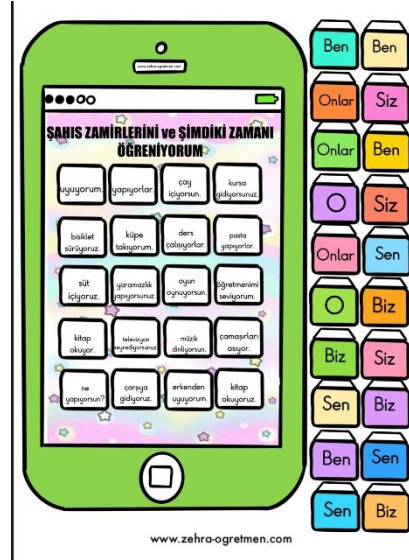 www.zehra-ogretmen.com
ŞAHIS ZAMİRLERİNİ ve ŞİMDİKİ ZAMANI
ÖĞRENİYORUM
uyuyorum.
yapıyorlar.
çay
içiyorsun.
kursa
gidiyorsunuz.
bisiklet
sürüyoruz.
küpe
takıyorum.
ders
çalışıyorlar.
pasta
yapıyorlar.
süt
içiyoruz.
yaramazlık
yapıyorsunuz.
oyun
oynuyorsun.
öğretmenimi
seviyorum.
kitap
okuyor.
televizyon
seyrediyorsunuz.
müzik
dinliyorsun.
çamaşırları
asıyor.
ne
yapıyorsun?
çarşıya
gidiyoruz.
erkenden
uyuyorum.
kitap
okuyoruz.
Ben Ben
Onlar Siz
Onlar Ben
O Siz
Onlar Sen
O Biz
Biz Siz
Sen Biz
Ben Sen
Sen Biz
www.zehra-ogretmen.com